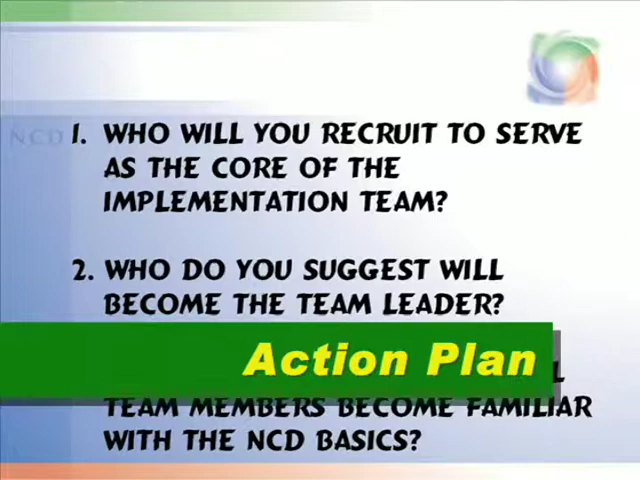 NCD
1. WHO WILL YOU RECRUIT TO SERVE
AS THE CORE OF THE
IMPLEMENTATION TEAM?
2. WHO DO YOU SUGGEST WILL
BECOME THE TEAM LEADER?
Action Plan
TEAM MEMBERS BECOME FAMILIAR
WITH THE NCD BASICS?